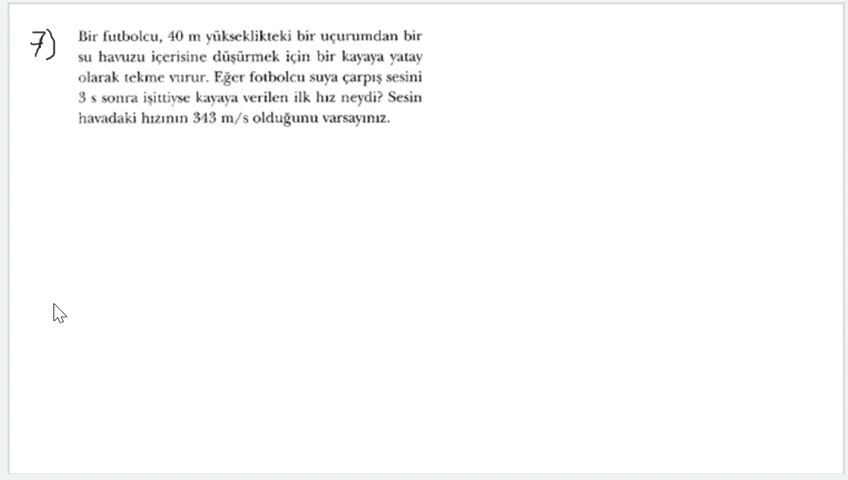 7) Bir futbolcu, 40 m yükseklikteki bir uçurumdan bir
su havuzu içerisine düşürmek için bir kayaya yatay
olarak tekme vurur. Eğer fotbolcu suya çarpış sesini
3 s sonra işittiyse kayaya verilen ilk hız neydi? Sesin
havadaki hızının 343 m/s olduğunu varsayınız.